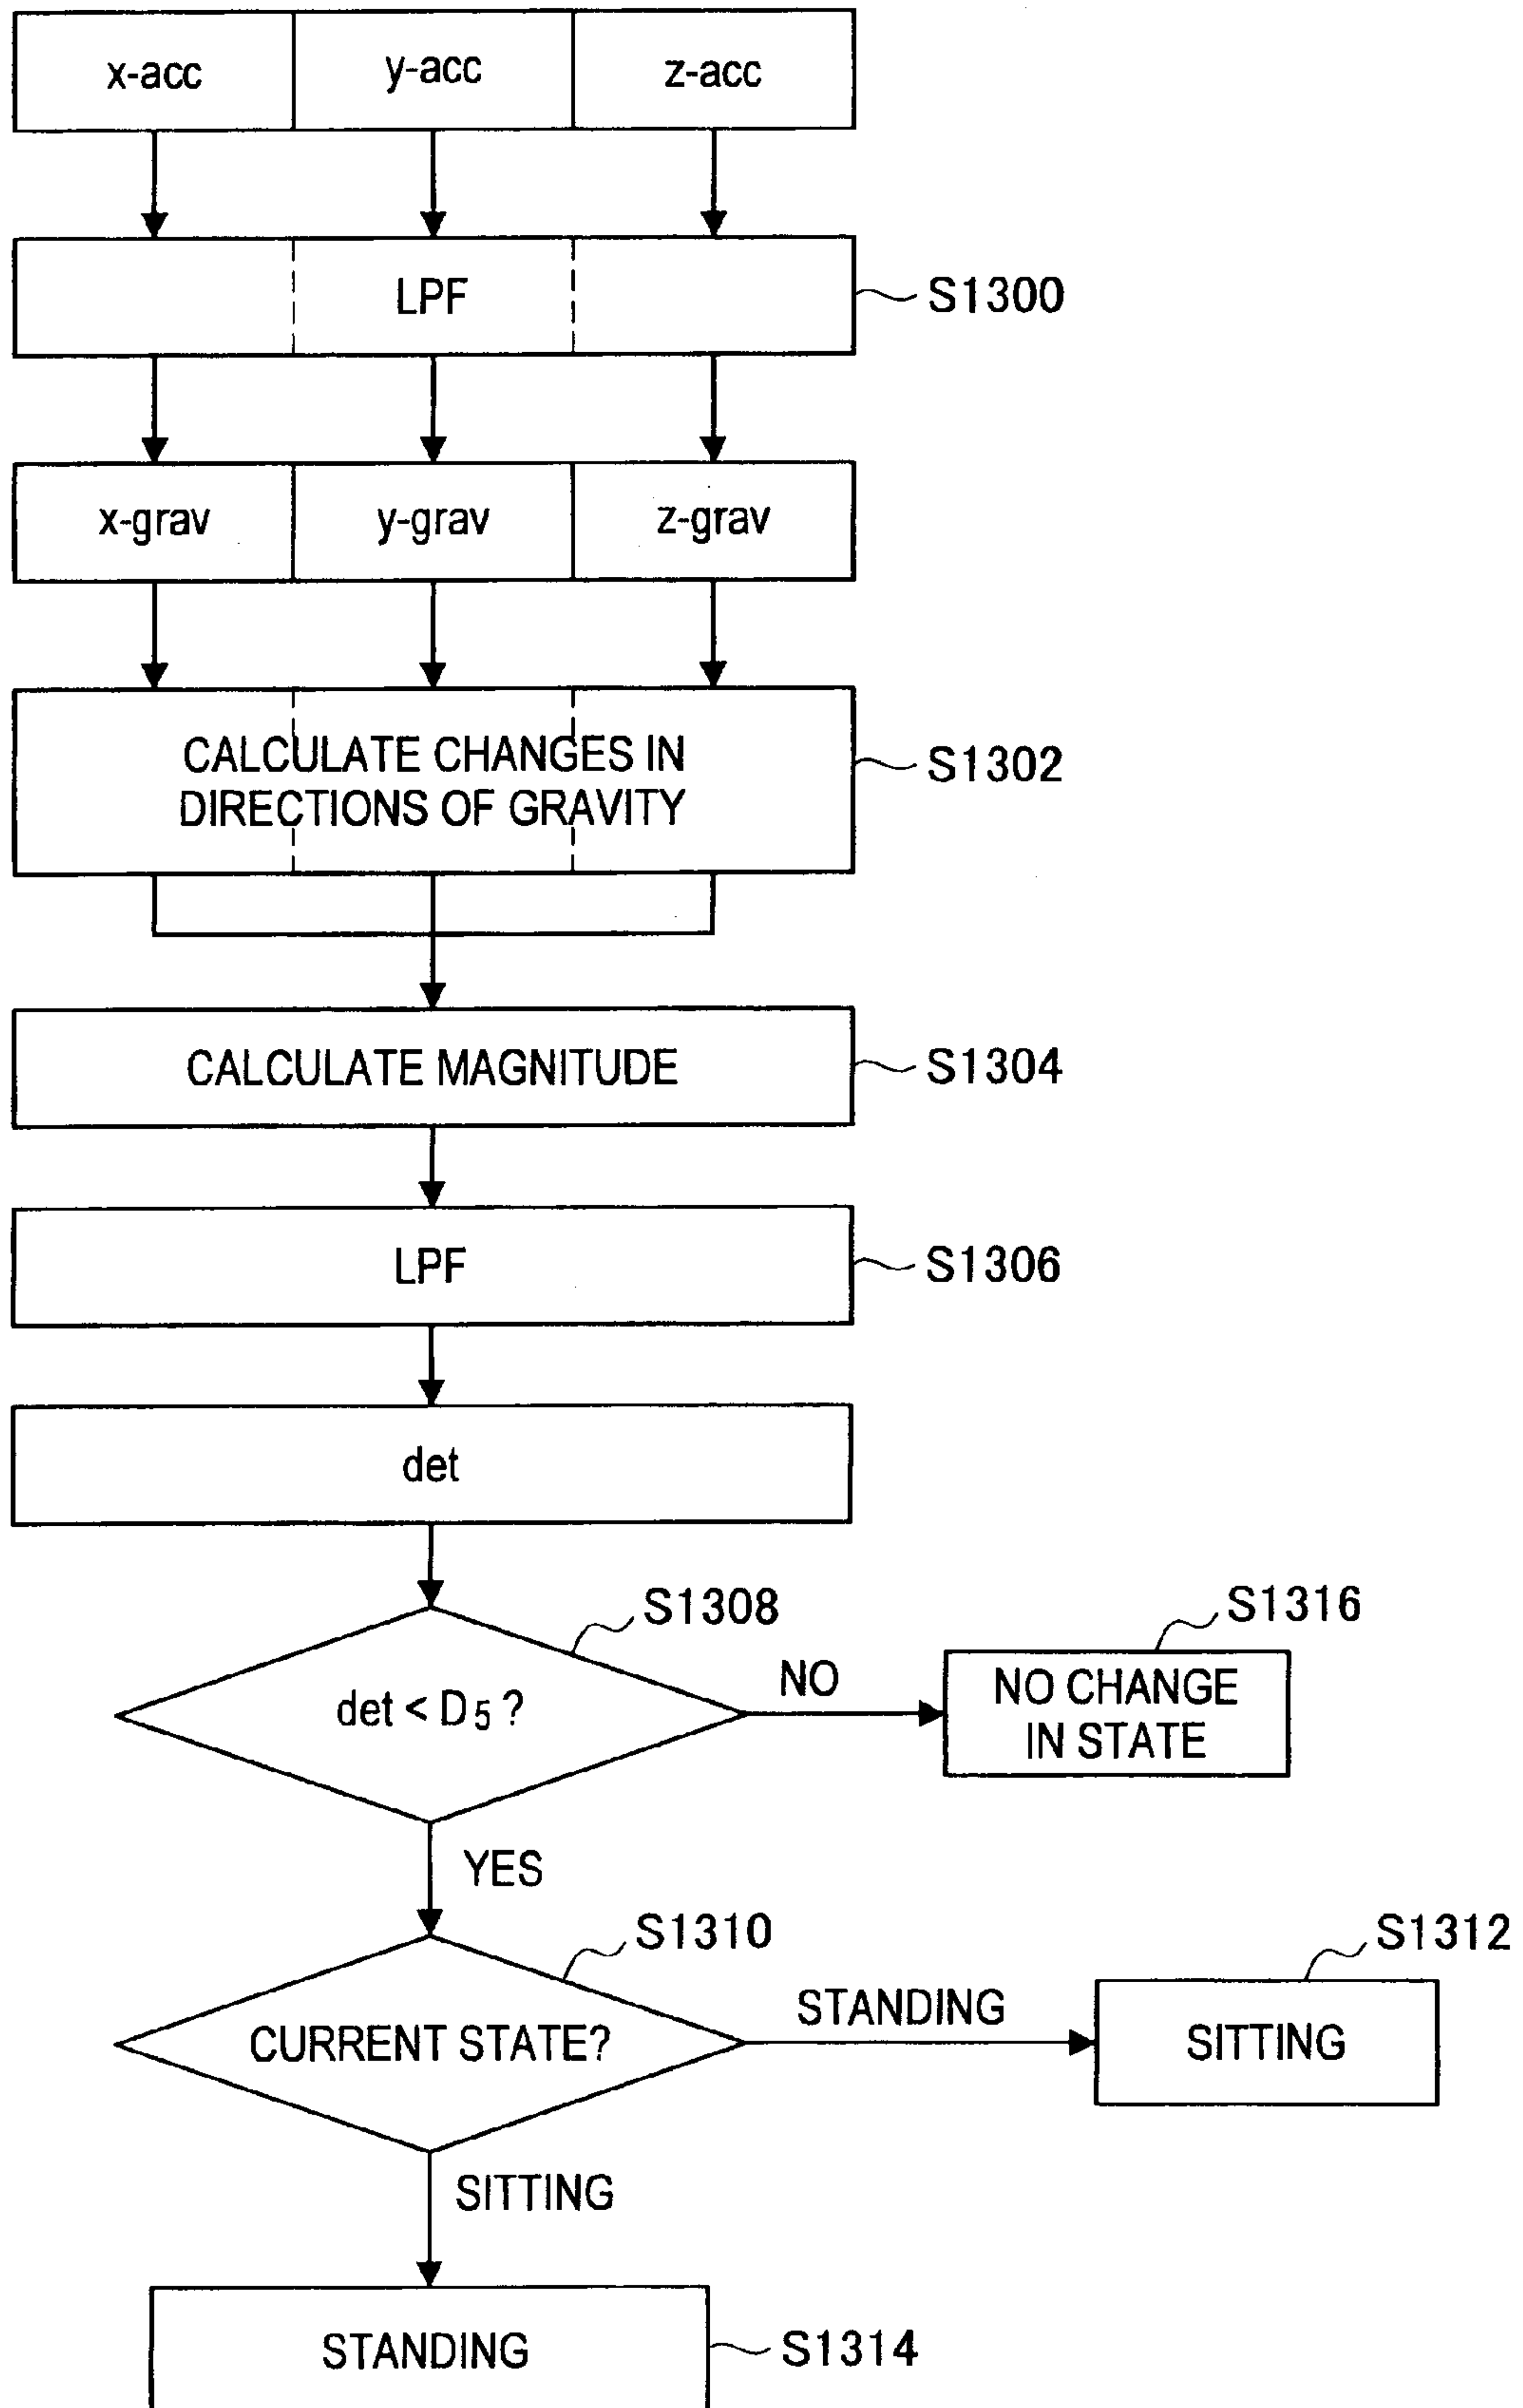 x-acc y-acc z-acc
LPF
S1300
x-grav y-grav z-grav
CALCULATE CHANGES IN
DIRECTIONS OF GRAVITY
S1302
CALCULATE MAGNITUDE
S1304
LPF
S1306
det
S1308
det < D5 ?
NO
S1316
NO CHANGE
IN STATE
YES
S1310
CURRENT STATE?
STANDING
S1312
SITTING
SITTING
STANDING
S1314